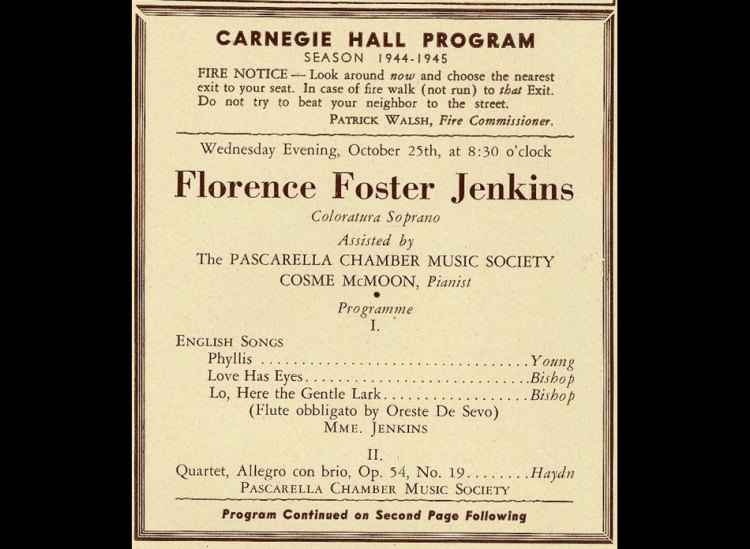 CARNEGIE HALL PROGRAM
SEASON 1944-1945
FIRE NOTICE — Look around now and choose the nearest
exit to your seat. In case of fire walk (not run) to that Exit.
Do not try to beat your neighbor to the street.
PATRICK WALSH, Fire Commissioner.
Wednesday Evening, October 25th, at 8:30 o'clock
Florence Foster Jenkins
Coloratura Soprano
Assisted by
The PASCARELLA CHAMBER MUSIC SOCIETY
COSME McMOON, Pianist
•
Programme
I.
ENGLISH SONGS
Phyllis ................................Young
Love Has Eyes...........................Bishop
Lo, Here the Gentle Lark.................Bishop
(Flute obbligato by Oreste De Sevo)
MME. JENKINS
II.
Quartet, Allegro con brio, Op. 54, No. 19........Haydn
PASCARELLA CHAMBER MUSIC SOCIETY
Program Continued on Second Page Following